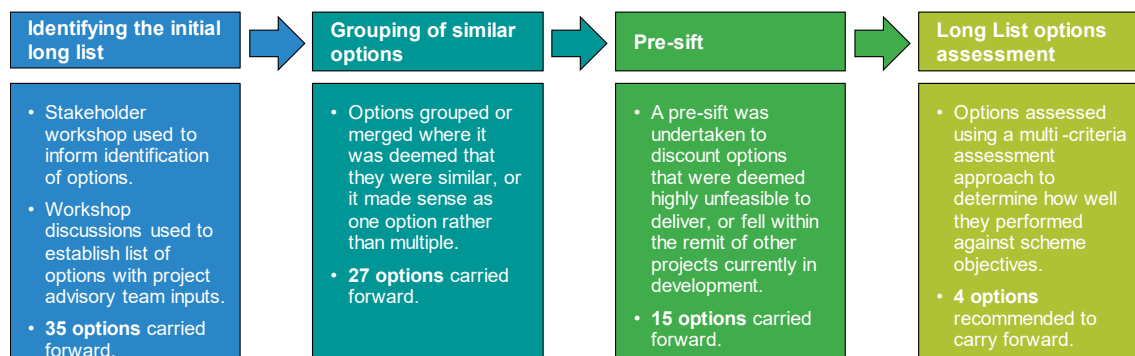 Identifying the initial
long list
Grouping of similar
options
Pre-sift
Long List options
assessment
• Stakeholder
workshop used to
inform identification
of options.
• Workshop
discussions used to
establish list of
options with project
advisory team inputs.
• 35 options carried
forward.
• Options grouped or
merged where it
was deemed that
they were similar, or
it made sense as
one option rather
than multiple.
• 27 options carried
forward.
• A pre-sift was
undertaken to
discount options
that were deemed
highly unfeasible to
deliver, or fell within
the remit of other
projects currently in
development.
• 15 options carried
forward.
• Options assessed
using a multi -criteria
assessment
approach to
determine how well
they performed
against scheme
objectives.
• 4 options
recommended to
carry forward.